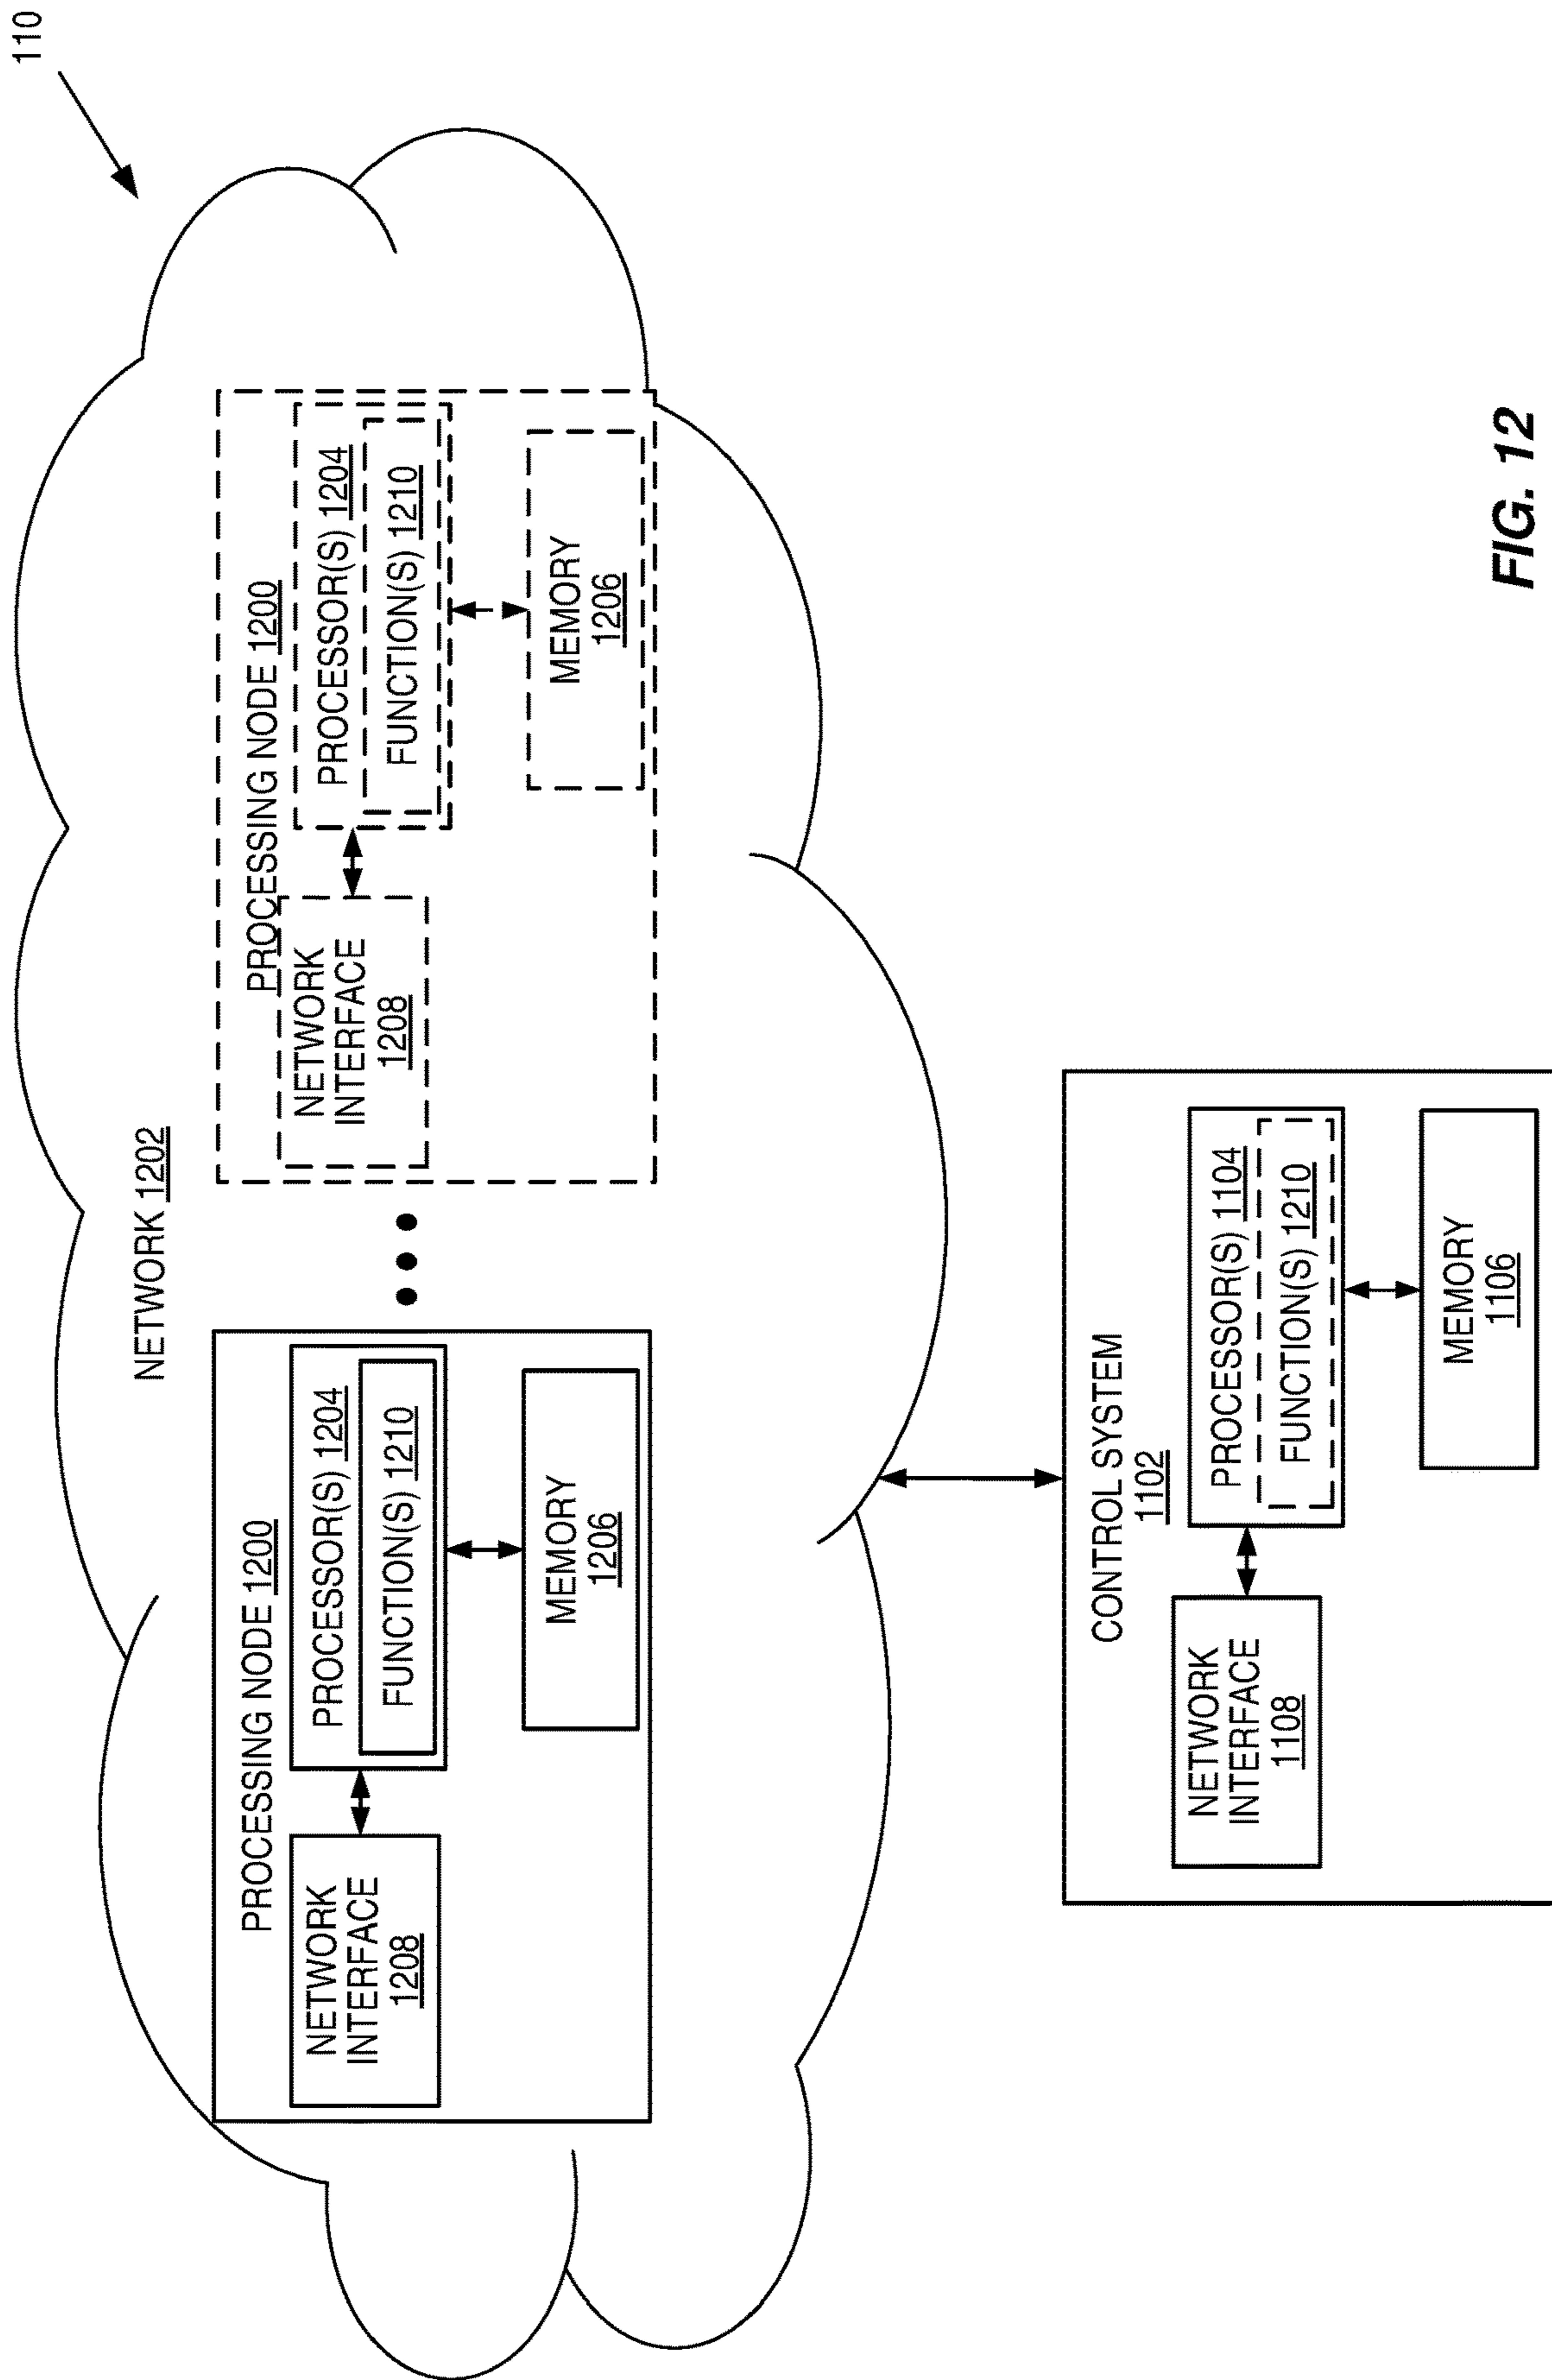 110
NETWORK 1202
PROCESSING NODE 1200
NETWORK
INTERFACE
1208
PROCESSOR(S) 1204
FUNCTION(S) 1210
MEMORY
1206
PROCESSING NODE 1200
NETWORK
INTERFACE
1208
PROCESSOR(S) 1204
FUNCTION(S) 1210
MEMORY
1206
CONTROL SYSTEM
1102
NETWORK
INTERFACE
1108
PROCESSOR(S) 1104
FUNCTION(S) 1210
MEMORY
1106
FIG. 12